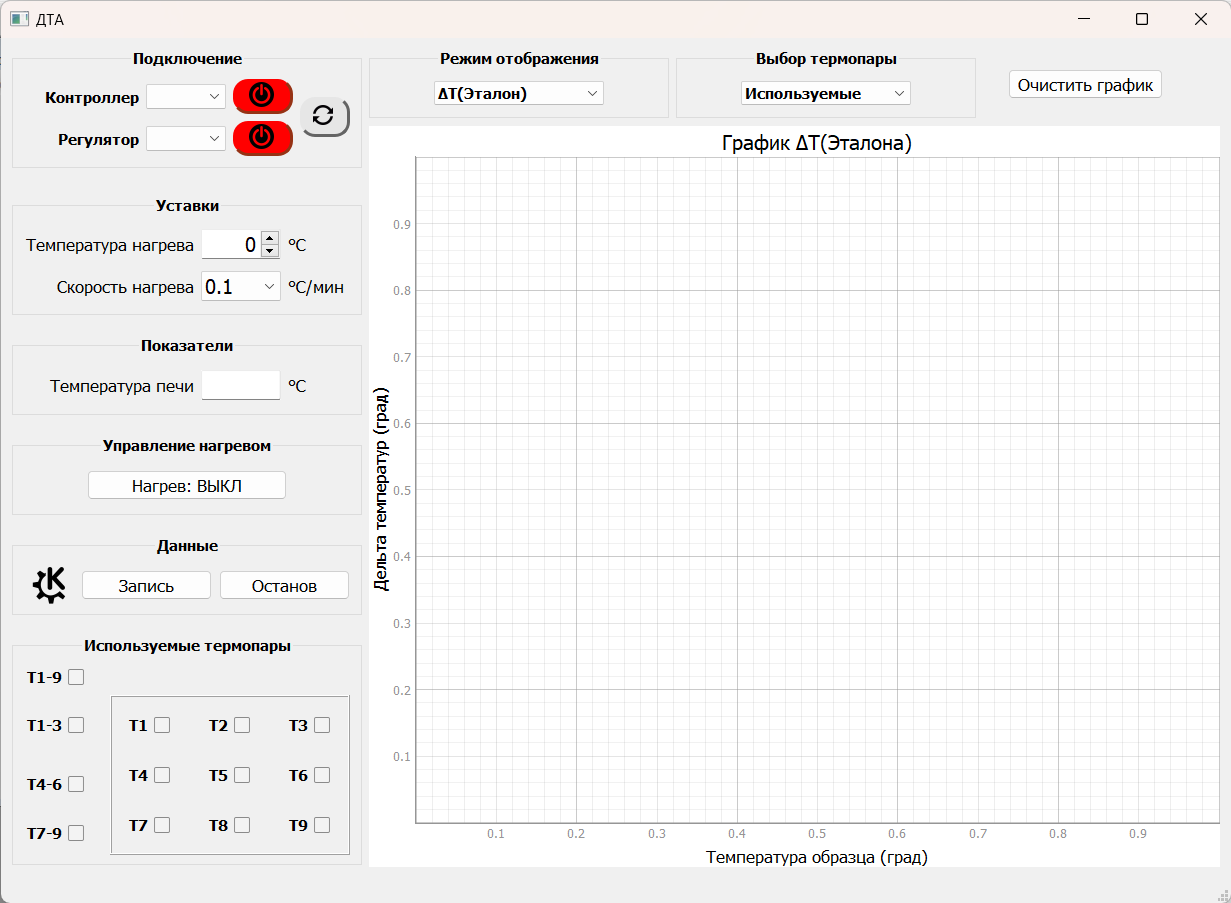 ДТА
Подключение
Контроллер
Регулятор
Режим отображения
ΔT(Эталон)
Выбор термопары
Используемые
Очистить график
Уставки
Температура нагрева 0 °C
Скорость нагрева 0.1 °C/мин
Показатели
Температура печи °C
Управление нагревом
Нагрев: ВЫКЛ
Данные
Запись Останов
Используемые термопары
T1-9
T1-3 T1 T2 T3
T4-6 T4 T5 T6
T7-9 T7 T8 T9
График ΔT(Эталона)
Дельта температур (град)
0.9
0.8
0.7
0.6
0.5
0.4
0.3
0.2
0.1
0.1 0.2 0.3 0.4 0.5 0.6 0.7 0.8 0.9
Температура образца (град)